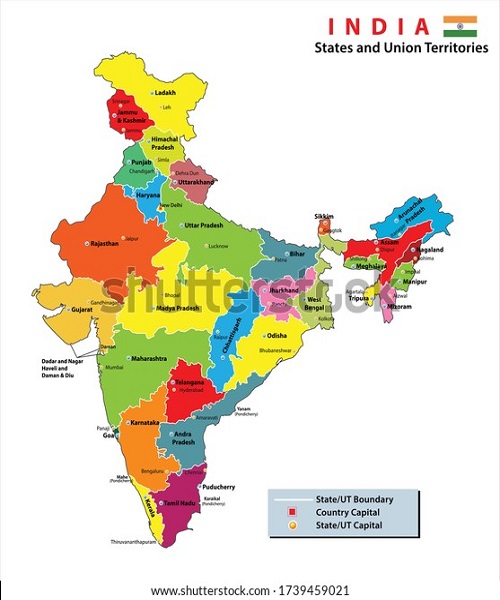 INDIA
States and Union Territories
Ladakh
Leh
Srinagar
Jammu
& Kashmir
Jammu
Himachal
Pradesh
Simla
Punjab
Chandigarh
Dehra Dun
Uttarakhand
Haryana
New Delhi
Rajasthan
Jaipur
Uttar Pradesh
Lucknow
Bihar
Patna
Sikkim
Gangtok
Arunachal
Pradesh
Itanagar
Assam
Dispur
Nagaland
Kohima
Shillong
Meghalaya
Imphal
Manipur
Agartala
Tripura
Aizwal
Mizoram
Gujarat
Gandhinagar
Bhopal
Madya Pradesh
Jharkhand
Ranchi
West
Bengal
Kolkata
Chhattisgarh
Raipur
Odisha
Bhubaneshwar
Daman
Dadar and Nagar
Haveli and
Daman & Diu
Mumbai
Maharashtra
Telangana
Hyderabad
Yanam
(Pondicherry)
Amaravati
Andra
Pradesh
Panaji
Goa
Karnataka
Bengaluru
Chennai
Mahe
(Pondicherry)
Puducherry
Karaikal
(Pondicherry)
Kerala
Tamil Nadu
Thiruvananthapuram
State/UT Boundary
Country Capital
State/UT Capital
shutterstock
shutterstock.com · 1739459021